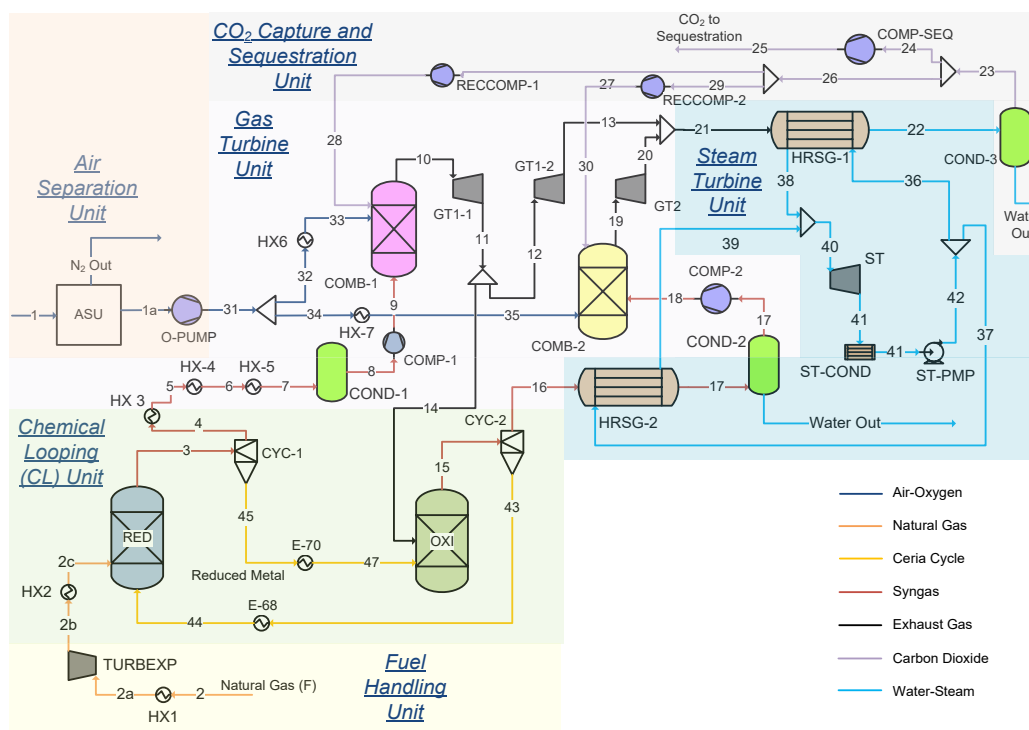 CO₂ Capture and
Sequestration
Unit
CO₂ to
Sequestration
25
COMP-SEQ
24
23
26
RECCOMP-1
27
29
RECCOMP-2
28
Gas
Turbine
Unit
Air
Separation
Unit
N₂ Out
1
ASU
1a
O-PUMP
31
HX6
32
33
34
HX-7
35
10
COMB-1
GT1-1
11
12
GT1-2
13
14
9
COMP-1
8
COND-1
30
19
20
GT2
COMB-2
21
HRSG-1
22
COND-3
Wat
Ou
Steam
Turbine
Unit
38
36
39
40
ST
41
ST-COND
41
ST-PMP
42
37
18
COMP-2
17
COND-2
16
HRSG-2
17
Water Out
HX 3
5
HX-4
6
HX-5
7
4
Chemical
Looping
(CL) Unit
3
CYC-1
RED
45
E-70
47
Reduced Metal
15
OXI
CYC-2
43
44
E-68
2c
HX2
2b
TURBEXP
2a
HX1
2
Natural Gas (F)
Fuel
Handling
Unit
Air-Oxygen
Natural Gas
Ceria Cycle
Syngas
Exhaust Gas
Carbon Dioxide
Water-Steam